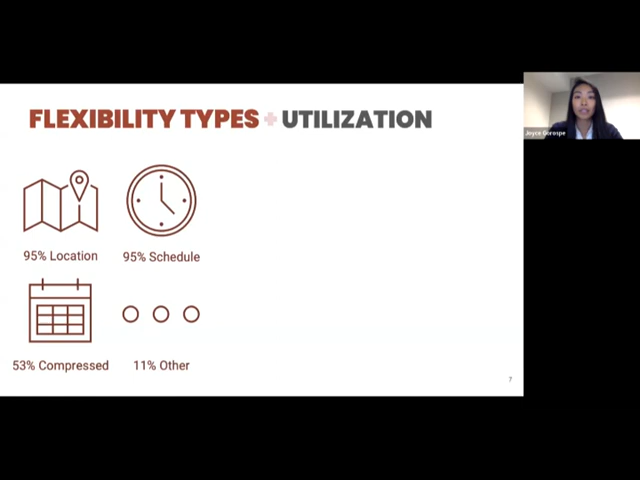 FLEXIBILITY TYPES + UTILIZATION
Joyce Gorospe
95% Location
95% Schedule
53% Compressed
11% Other
7